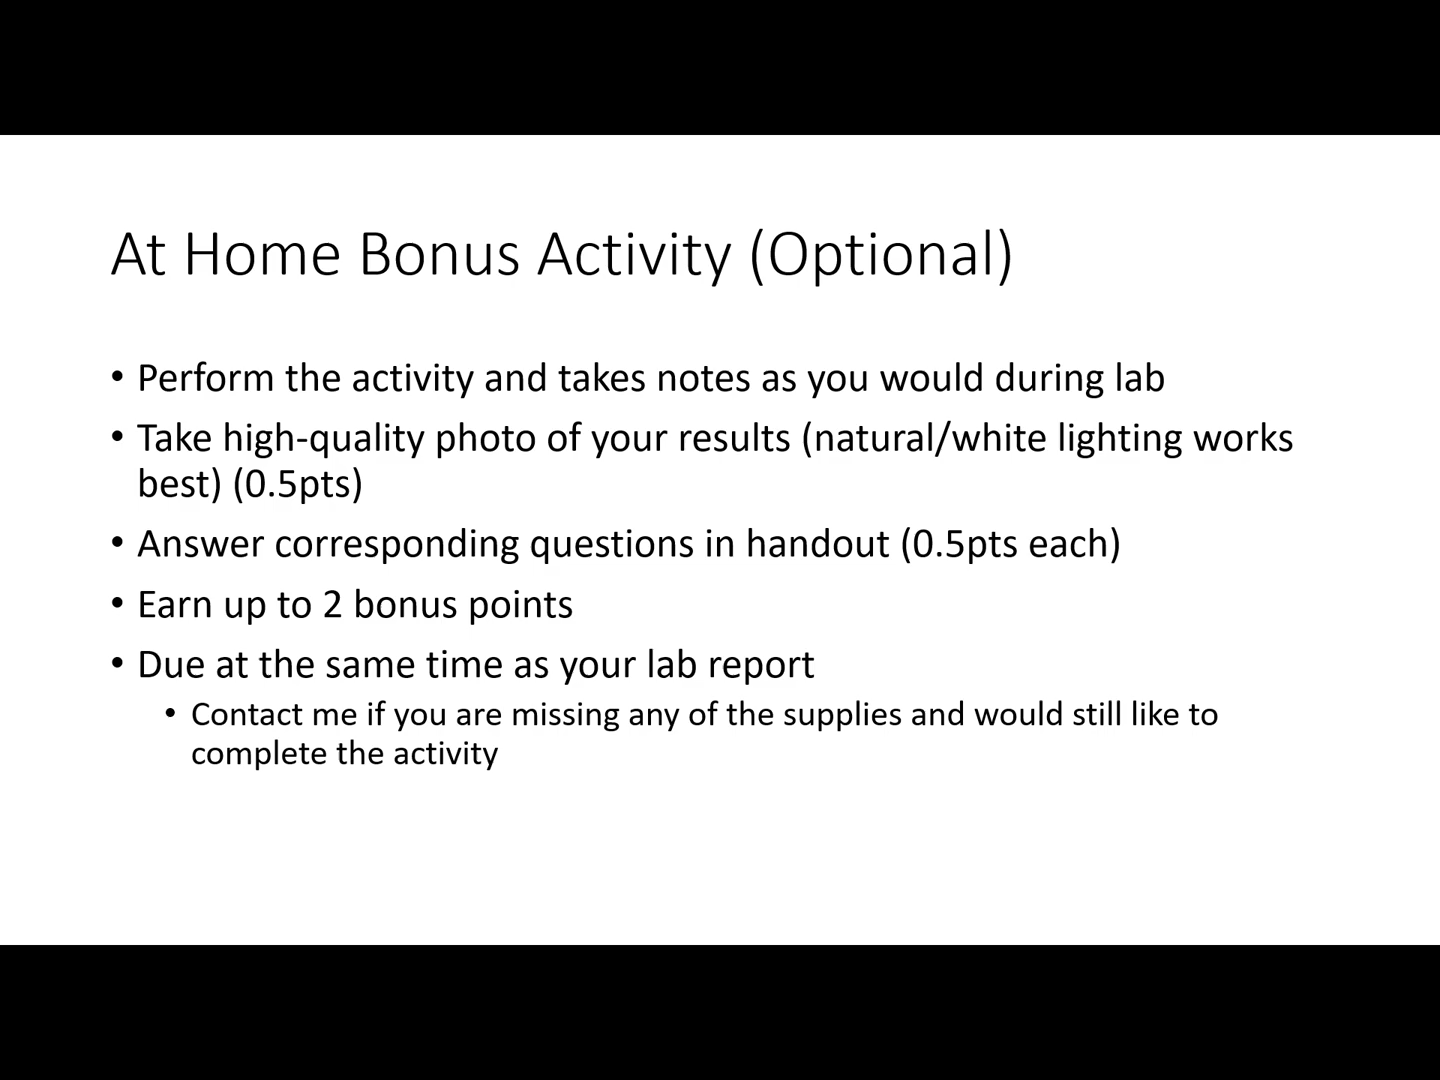 At Home Bonus Activity (Optional)
• Perform the activity and takes notes as you would during lab
• Take high-quality photo of your results (natural/white lighting works
best) (0.5pts)
• Answer corresponding questions in handout (0.5pts each)
• Earn up to 2 bonus points
• Due at the same time as your lab report
• Contact me if you are missing any of the supplies and would still like to
complete the activity